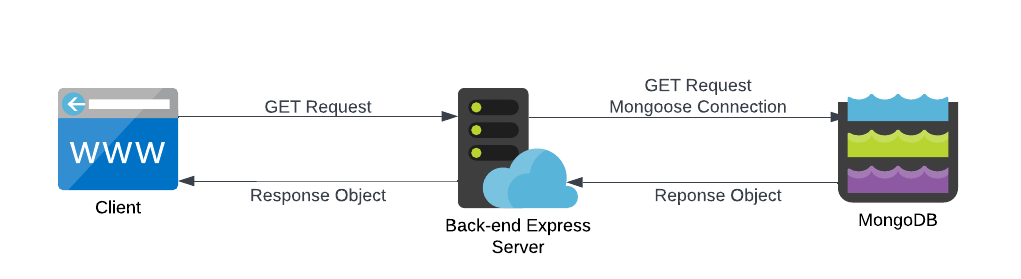 GET Request
Mongoose Connection
GET Request
WWW
Response Object
Reponse Object
Client
MongoDB
Back-end Express
Server